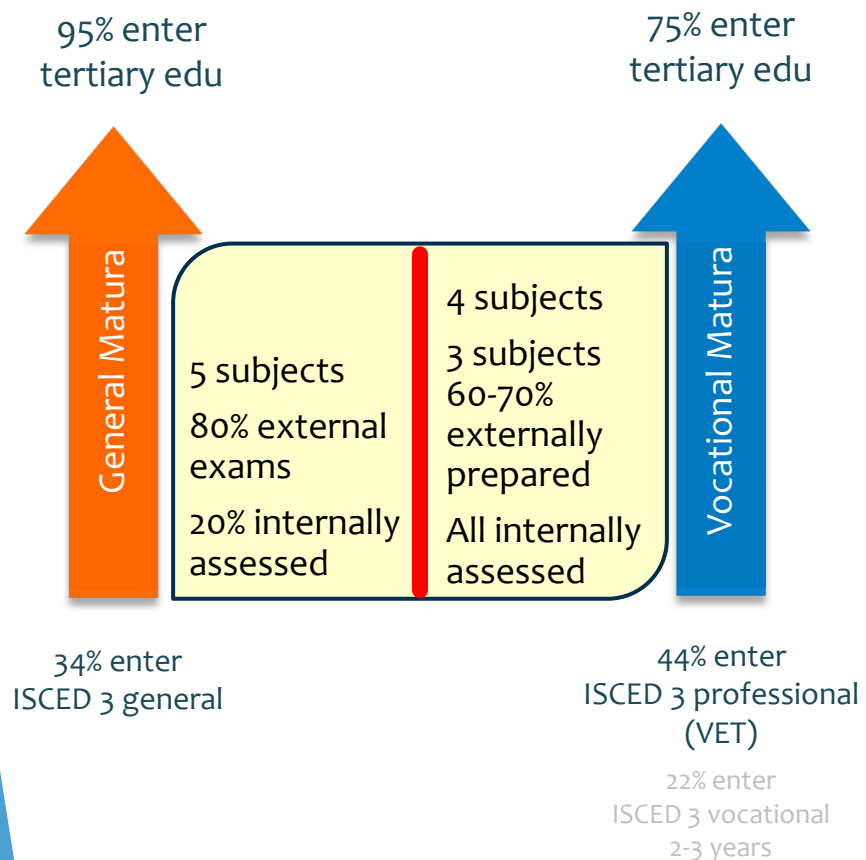 95% enter
tertiary edu
75% enter
tertiary edu
General Matura
5 subjects
80% external
exams
20% internally
assessed
4 subjects
3 subjects
60-70%
externally
prepared
All internally
assessed
Vocational Matura
34% enter
ISCED 3 general
44% enter
ISCED 3 professional
(VET)
22% enter
ISCED 3 vocational
2-3 years